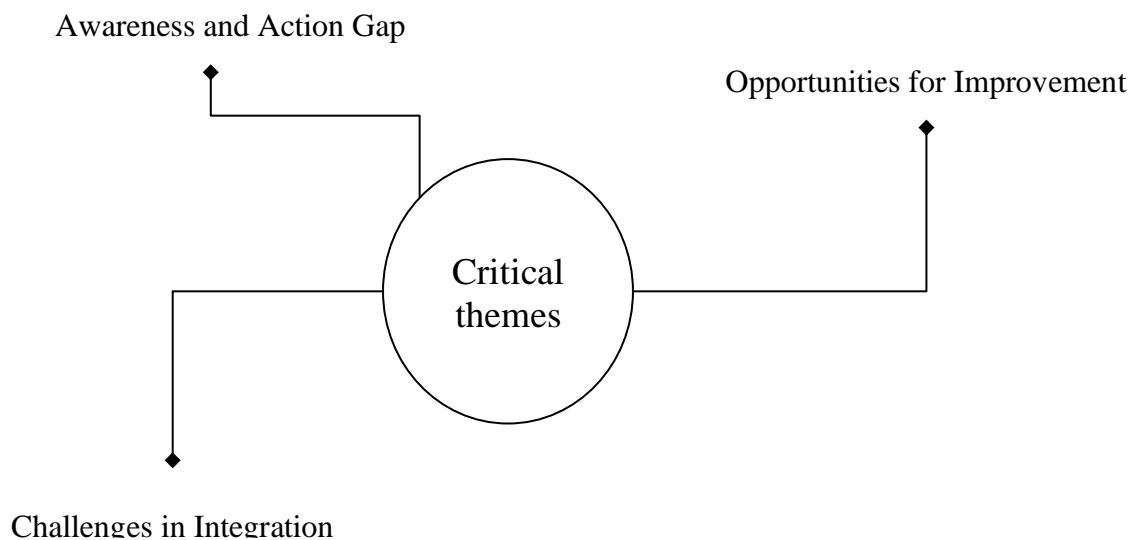 Awareness and Action Gap
Opportunities for Improvement
Critical
themes
Challenges in Integration